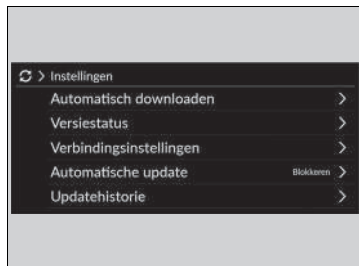 Instellingen
Automatisch downloaden
Versiestatus
Verbindingsinstellingen
Automatische update Blokkeren
Updatehistorie